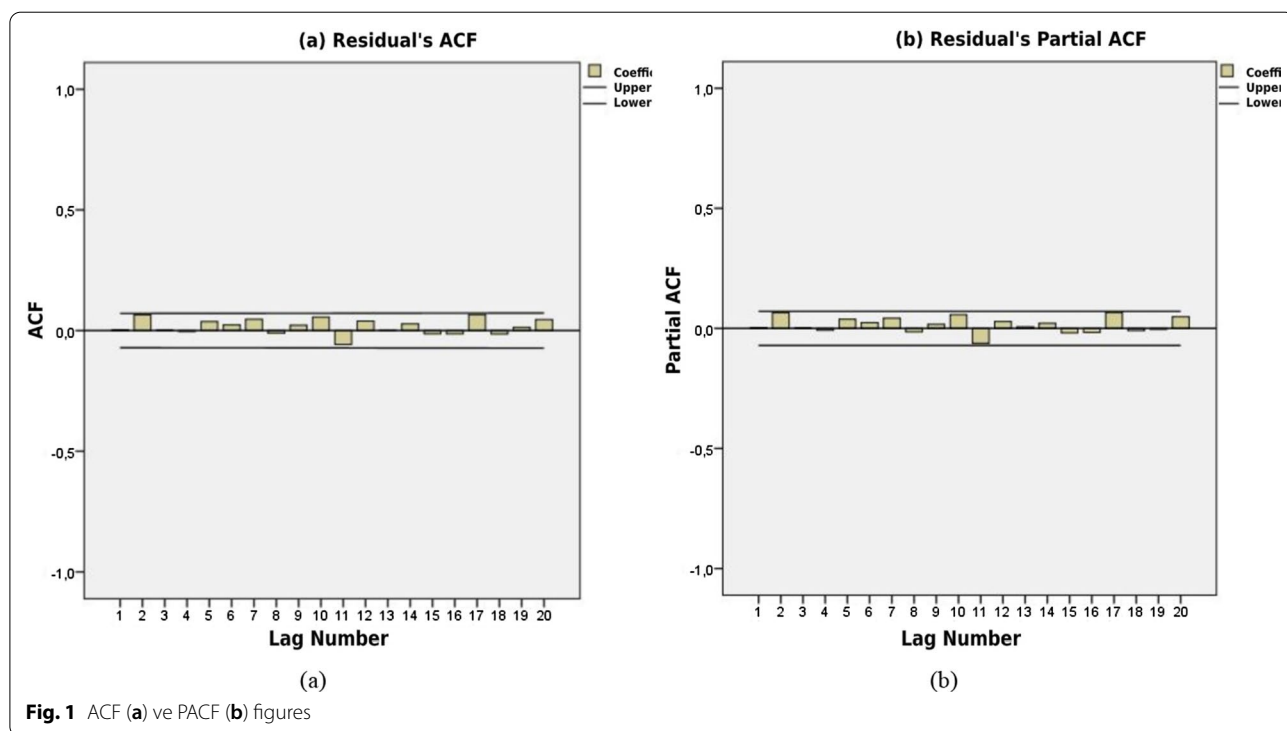 (a) Residual's ACF
Coeffi
Upper
Lower
1,0
0,5
0,0
-0,5
-1,0
ACF
1 2 3 4 5 6 7 8 9 10 11 12 13 14 15 16 17 18 19 20
Lag Number
(a)
(b) Residual's Partial ACF
Coeffi
Upper
Lower
1,0
0,5
0,0
-0,5
-1,0
Partial ACF
1 2 3 4 5 6 7 8 9 10 11 12 13 14 15 16 17 18 19 20
Lag Number
(b)
Fig. 1 ACF (a) ve PACF (b) figures